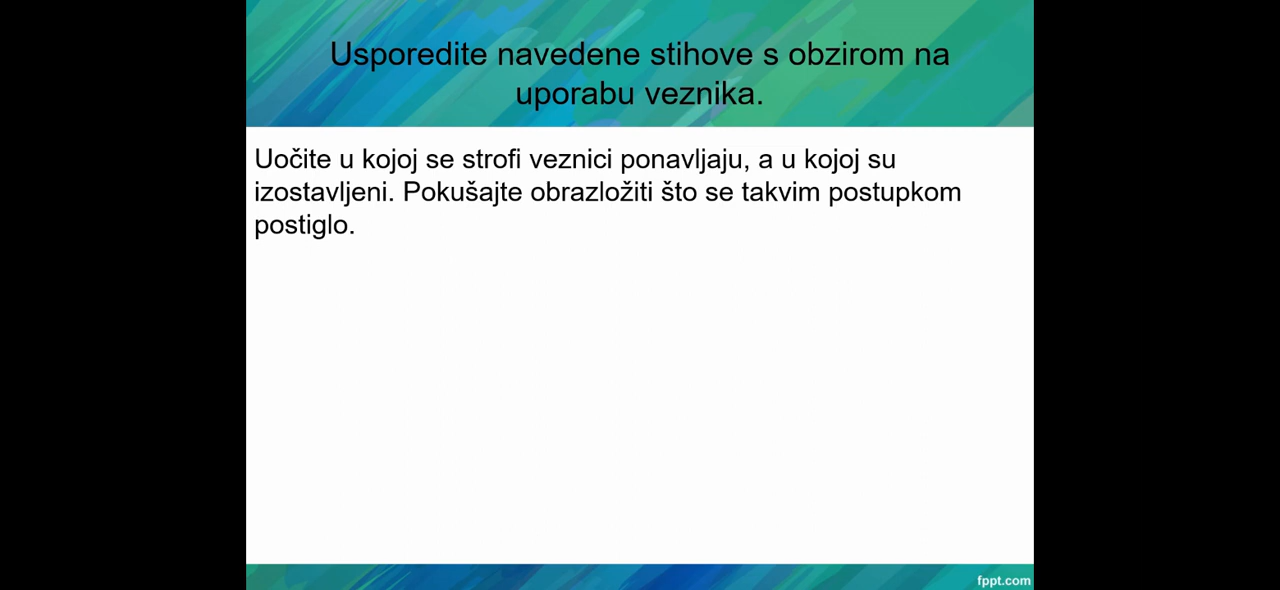 Usporedite navedene stihove s obzirom na
uporabu veznika.
Uočite u kojoj se strofi veznici ponavljaju, a u kojoj su
izostavljeni. Pokušajte obrazložiti što se takvim postupkom
postiglo.
fppt.com